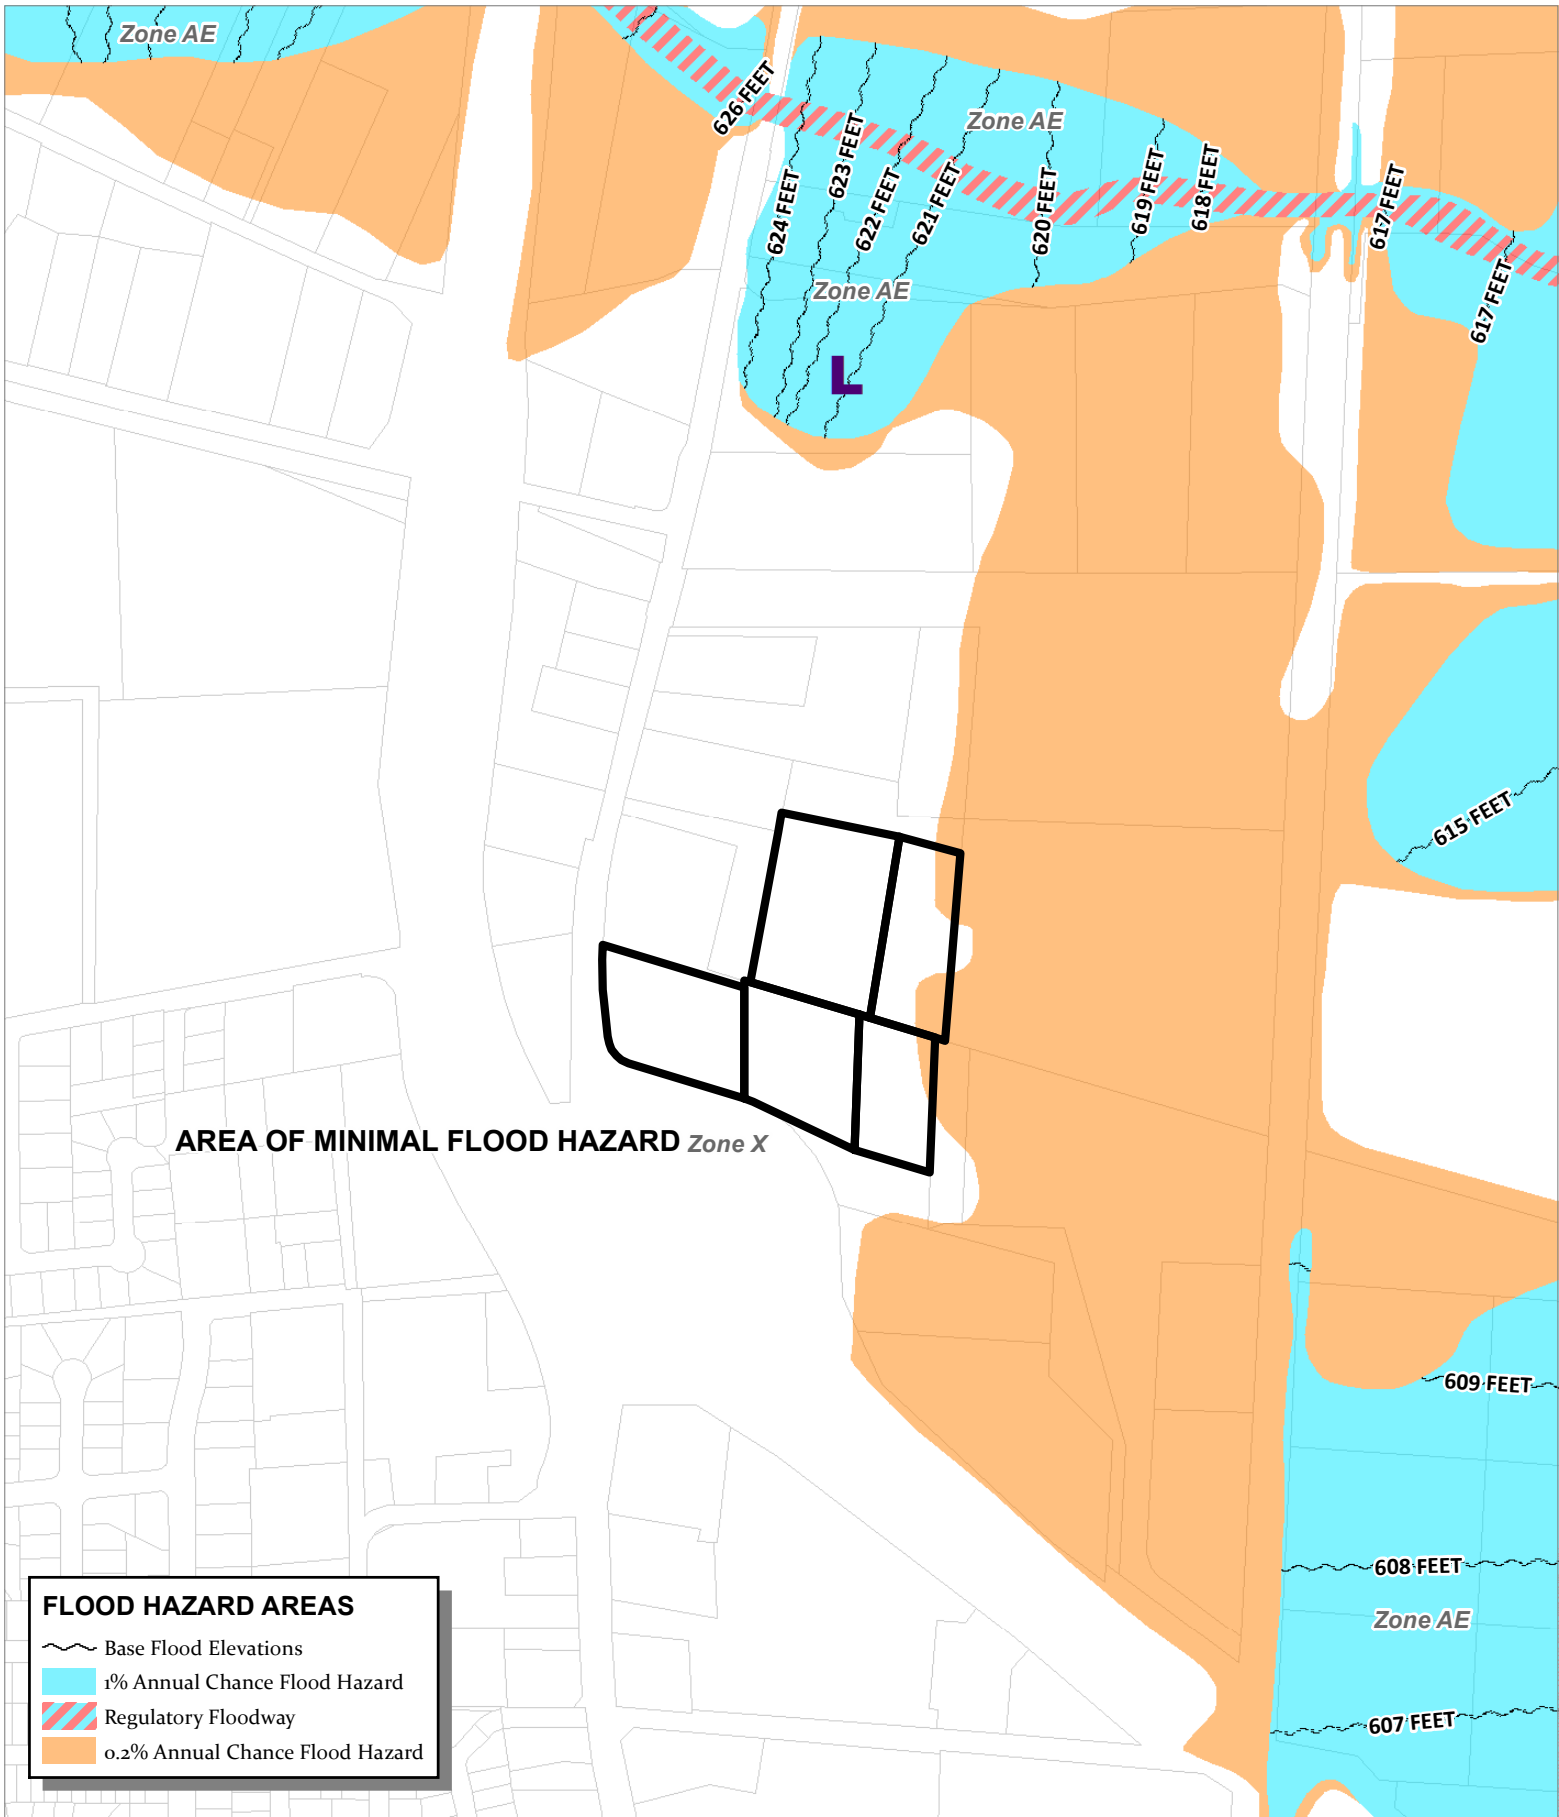 Zone AE
626 FEET
Zone AE
624 FEET
623 FEET
622 FEET
621 FEET
620 FEET
619 FEET
618 FEET
617 FEET
617 FEET
Zone AE
L
615 FEET
AREA OF MINIMAL FLOOD HAZARD Zone X
609 FEET
608 FEET
Zone AE
607 FEET
FLOOD HAZARD AREAS
Base Flood Elevations
1% Annual Chance Flood Hazard
Regulatory Floodway
0.2% Annual Chance Flood Hazard